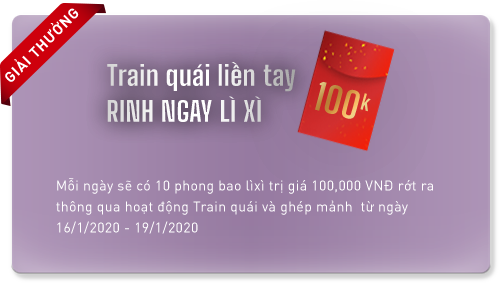 GIẢI THƯỞNG
Train quái liền tay
RINH NGAY LÌ XÌ
100k
Mỗi ngày sẽ có 10 phong bao lìxì trị giá 100,000 VNĐ rớt ra
thông qua hoạt động Train quái và ghép mảnh từ ngày
16/1/2020 - 19/1/2020